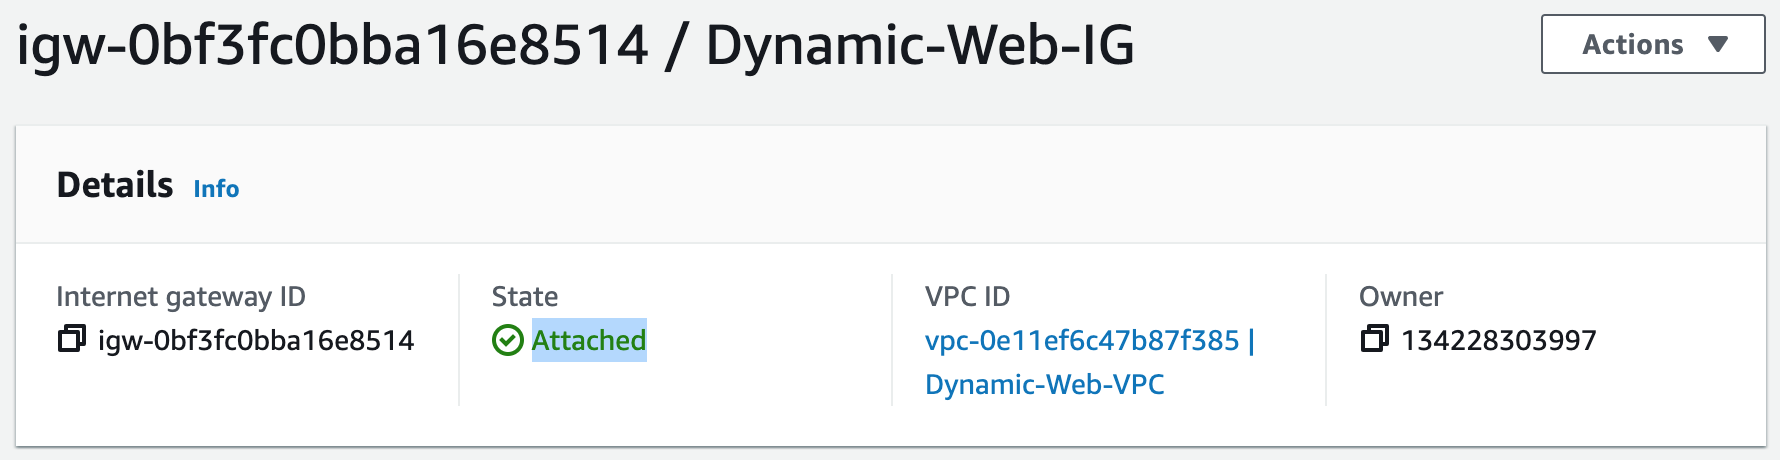 igw-0bf3fc0bba16e8514 / Dynamic-Web-IG
Actions
Details Info
Internet gateway ID
igw-0bf3fc0bba16e8514
State
Attached
VPC ID
vpc-0e11ef6c47b87f385 |
Dynamic-Web-VPC
Owner
134228303997